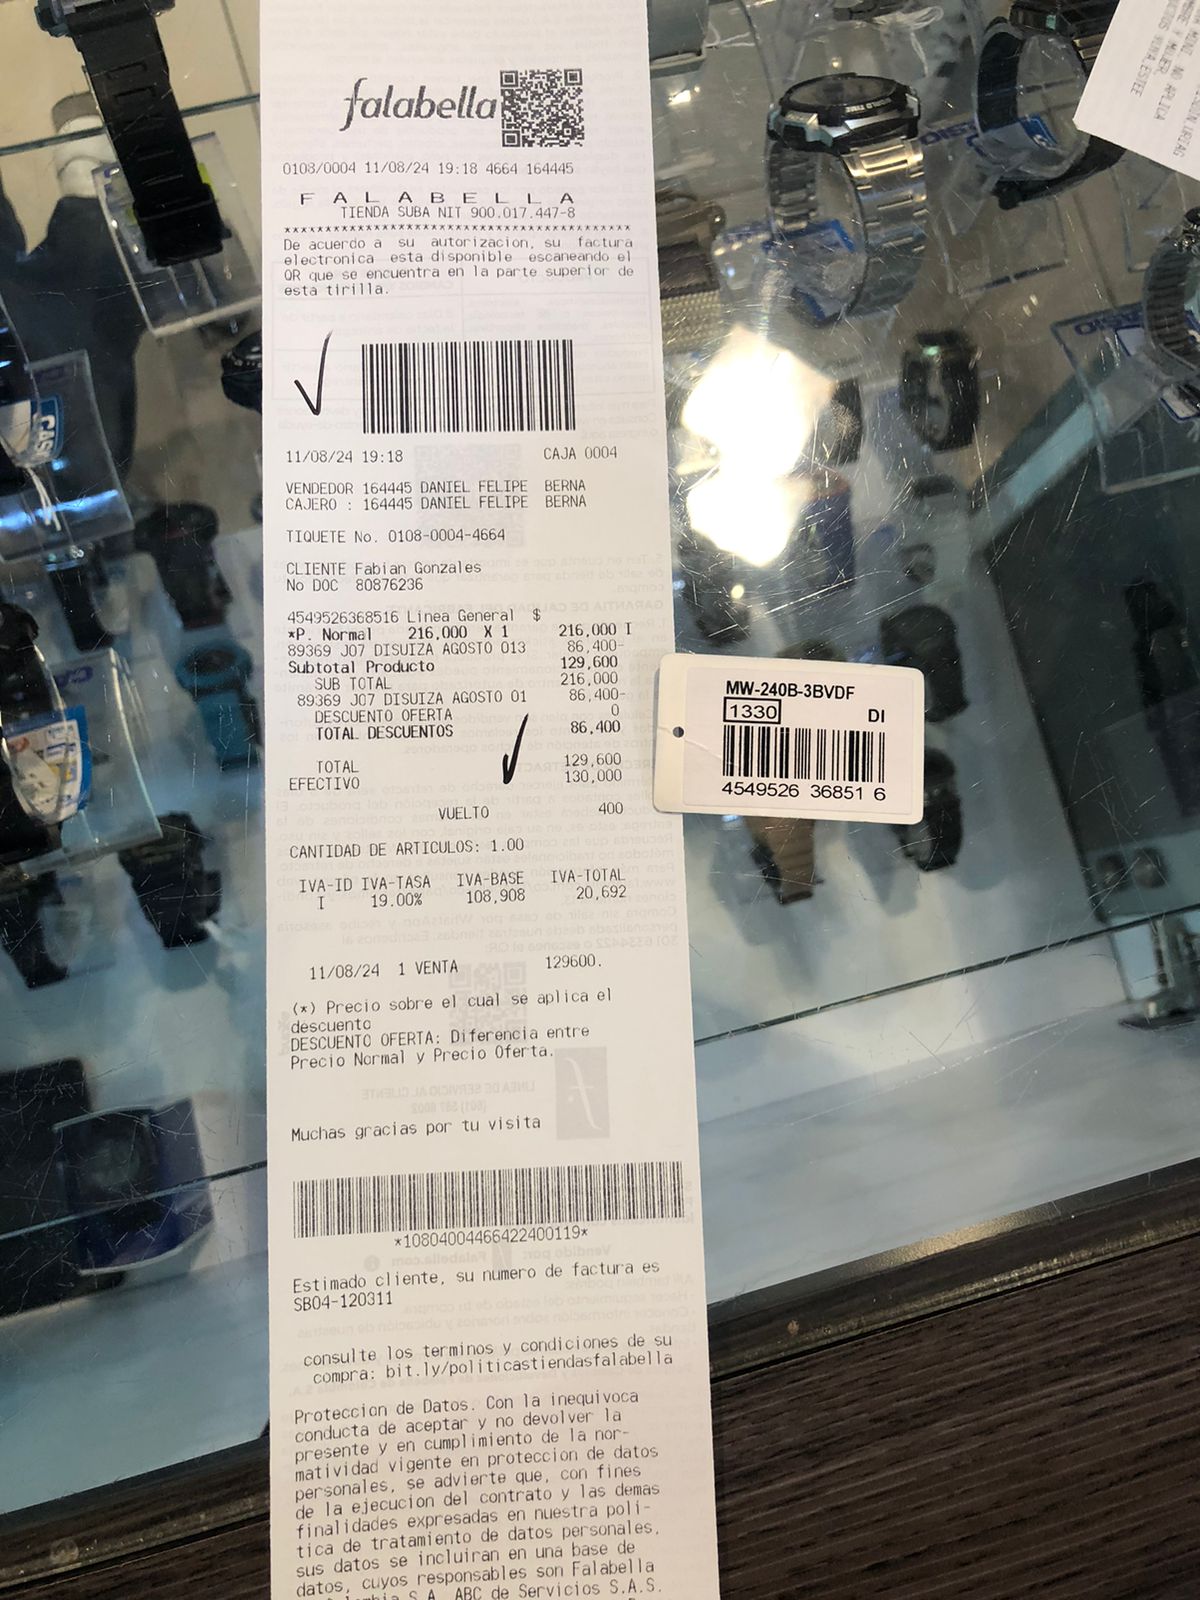 falabella
0108/0004 11/08/24 19:18 4664 164445
F A L A B E L L A
TIENDA SUBA NIT 900.017.447-8
De acuerdo a su autorizacion, su factura
electronica esta disponible escaneando el
QR que se encuentra en la parte superior de
esta tirilla.
11/08/24 19:18 CAJA 0004
VENDEDOR 164445 DANIEL FELIPE BERNA
CAJERO : 164445 DANIEL FELIPE BERNA
TIQUETE No. 0108-0004-4664
CLIENTE Fabian Gonzales
No DOC 80876236
4549526368516 Linea General $
*P. Normal 216,000 X 1 216,000 I
89369 J07 DISUIZA AGOSTO 013 86,400-
Subtotal Producto 129,600
SUB TOTAL 216,000
89369 J07 DISUIZA AGOSTO 01 86,400-
DESCUENTO OFERTA 0
TOTAL DESCUENTOS 86,400
TOTAL 129,600
EFECTIVO 130,000
VUELTO 400
CANTIDAD DE ARTICULOS: 1.00
IVA-ID IVA-TASA IVA-BASE IVA-TOTAL
I 19.00% 108,908 20,692
11/08/24 1 VENTA 129600.
(*) Precio sobre el cual se aplica el
descuento
DESCUENTO OFERTA: Diferencia entre
Precio Normal y Precio Oferta.
Muchas gracias por tu visita
*10804004466422400119*
Estimado cliente, su numero de factura es
SB04-120311
consulte los terminos y condiciones de su
compra: bit.ly/politicastiendasfalabella
Proteccion de Datos. Con la inequivoca
conducta de aceptar y no devolver la
presente y en cumplimiento de la nor-
matividad vigente en proteccion de datos
personales, se advierte que, con fines
de la ejecucion del contrato y las demas
finalidades expresadas en nuestra poli-
tica de tratamiento de datos personales,
sus datos se incluiran en una base de
datos, cuyos responsables son Falabella
S.A. ABC de Servicios S.A.S.
MW-240B-3BVDF
1330 DI
4549526 36851 6
WORLD TIME
CASIO